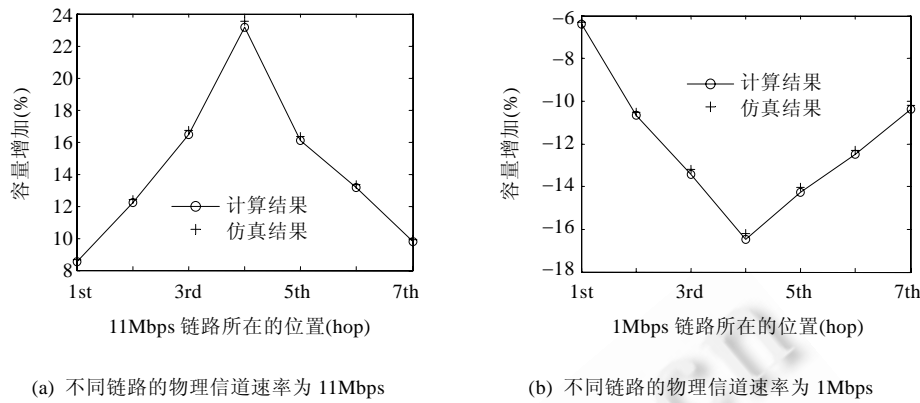 24
22
20
18
16
14
12
10
8
容量增加(%)
计算结果
仿真结果
1st 3rd 5th 7th
11Mbps 链路所在的位置(hop)
(a) 不同链路的物理信道速率为 11Mbps
−6
−8
−10
−12
−14
−16
−18
容量增加(%)
计算结果
仿真结果
1st 3rd 5th 7th
1Mbps 链路所在的位置(hop)
(b) 不同链路的物理信道速率为 1Mbps